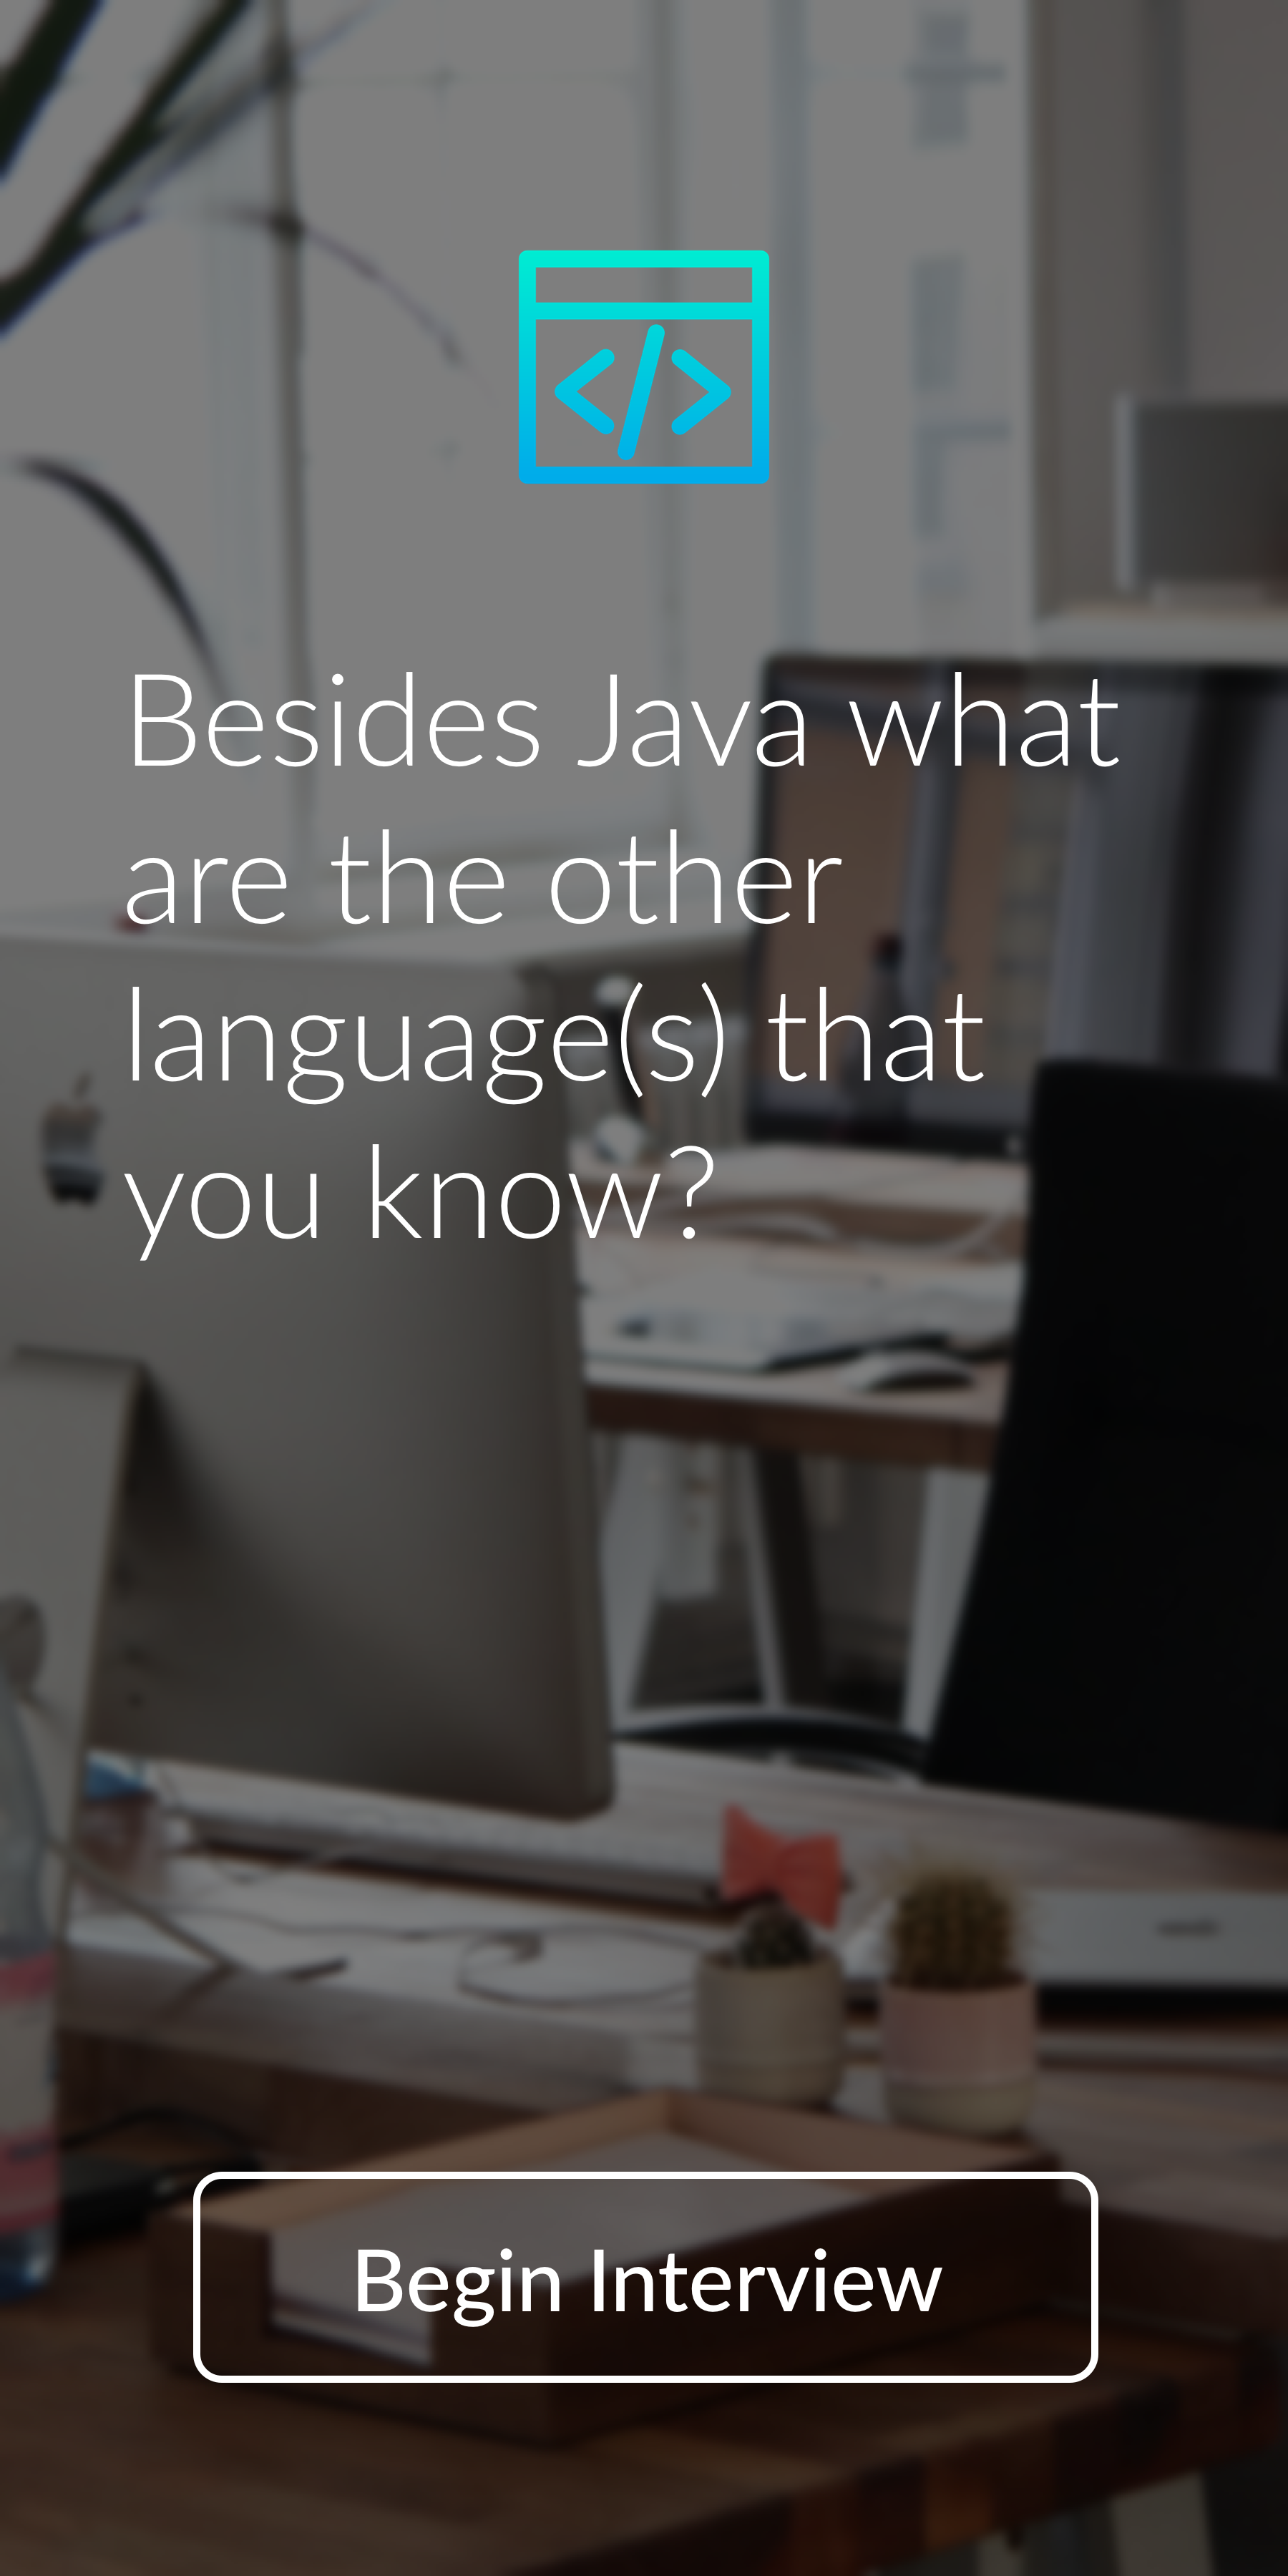 </>
Besides Java what
are the other
language(s) that
you know?
Begin Interview